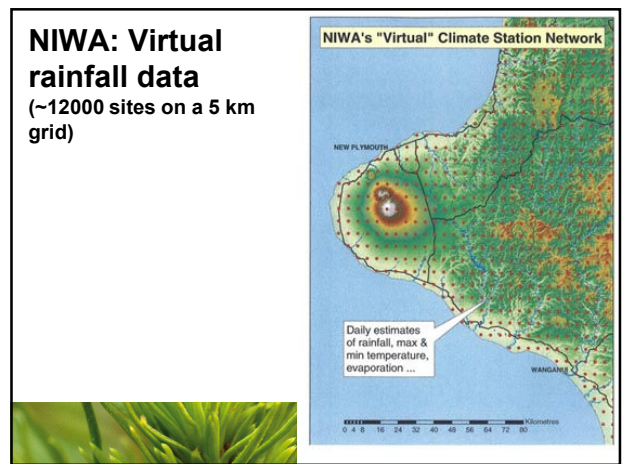 NIWA: Virtual
rainfall data
(~12000 sites on a 5 km
grid)
NIWA's "Virtual" Climate Station Network
NEW PLYMOUTH
Daily estimates
of rainfall, max &
min temperature,
evaporation ...
WANGANUI
Kilometres
0 4 8 16 24 32 40 48 56 64 72 80